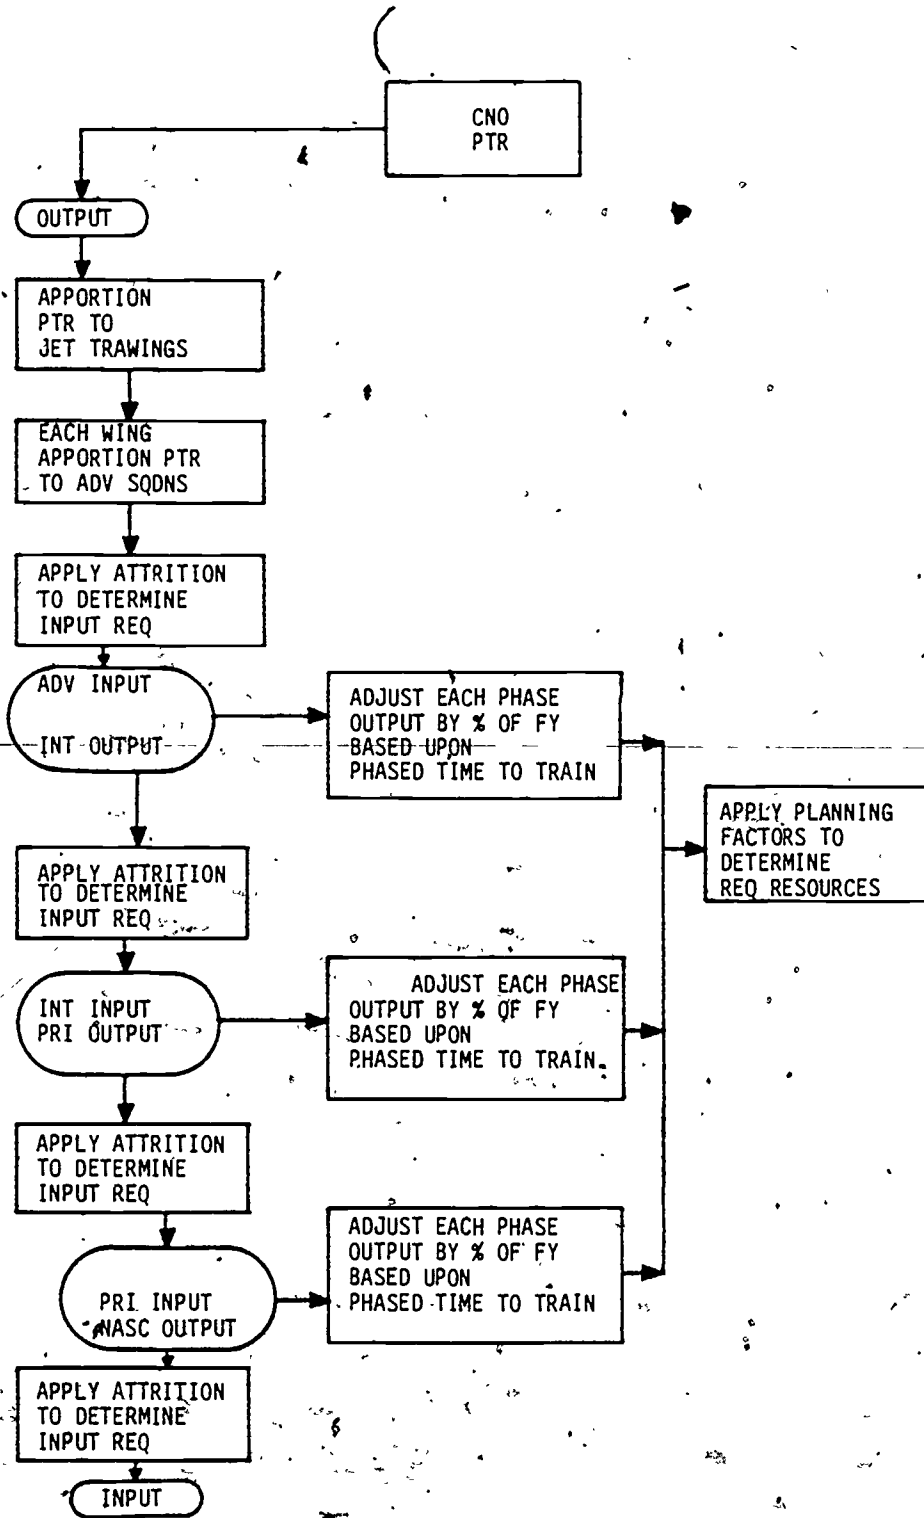 CNO
PTR
OUTPUT
APPORTION
PTR TO
JET TRAWINGS
EACH WING
APPORTION PTR
TO ADV SQDNS
APPLY ATTRITION
TO DETERMINE
INPUT REQ
ADV INPUT
INT OUTPUT
ADJUST EACH PHASE
OUTPUT BY % OF FY
BASED UPON
PHASED TIME TO TRAIN
APPLY PLANNING
FACTORS TO
DETERMINE
REQ RESOURCES
APPLY ATTRITION
TO DETERMINE
INPUT REQ
INT INPUT
PRI OUTPUT
ADJUST EACH PHASE
OUTPUT BY % OF FY
BASED UPON
PHASED TIME TO TRAIN.
APPLY ATTRITION
TO DETERMINE
INPUT REQ
PRI INPUT
NASC OUTPUT
ADJUST EACH PHASE
OUTPUT BY % OF FY
BASED UPON
PHASED TIME TO TRAIN
APPLY ATTRITION
TO DETERMINE
INPUT REQ
INPUT